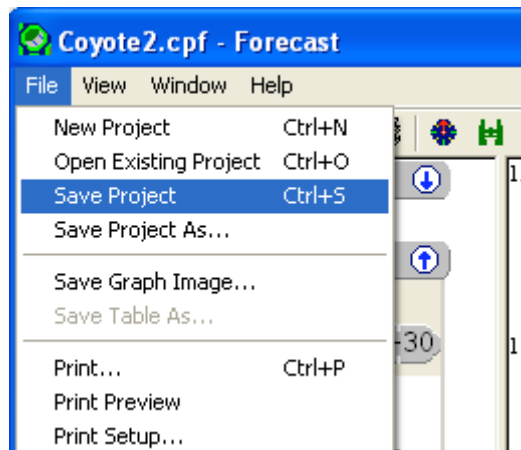 Coyote2.cpf - Forecast
File View Window Help
New Project Ctrl+N
Open Existing Project Ctrl+O
Save Project Ctrl+S
Save Project As...
Save Graph Image...
Save Table As...
-30
Print... Ctrl+P
Print Preview
Print Setup...